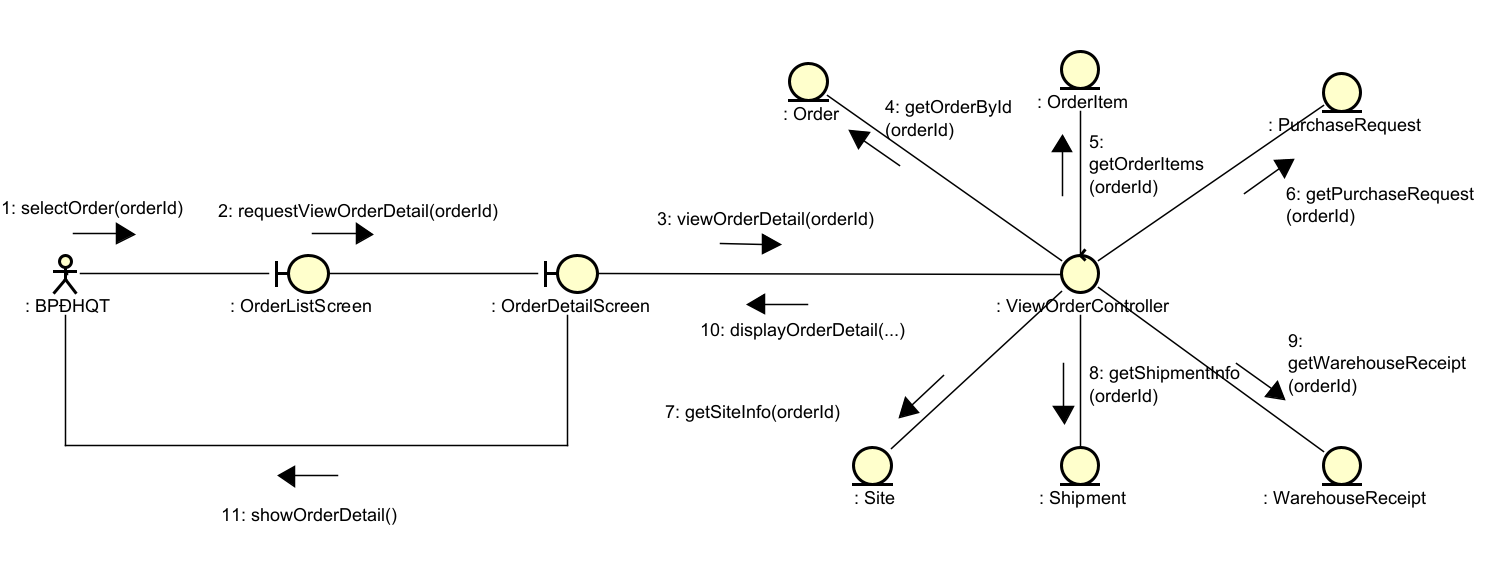 : Order
4: getOrderById
(orderId)
: OrderItem
: PurchaseRequest
5:
getOrderItems
(orderId)
6: getPurchaseRequest
(orderId)
1: selectOrder(orderId)
2: requestViewOrderDetail(orderId)
3: viewOrderDetail(orderId)
: BPĐHQT
: OrderListScreen
: OrderDetailScreen
: ViewOrderController
10: displayOrderDetail(...)
7: getSiteInfo(orderId)
8: getShipmentInfo
(orderId)
9:
getWarehouseReceipt
(orderId)
: Site
: Shipment
: WarehouseReceipt
11: showOrderDetail()